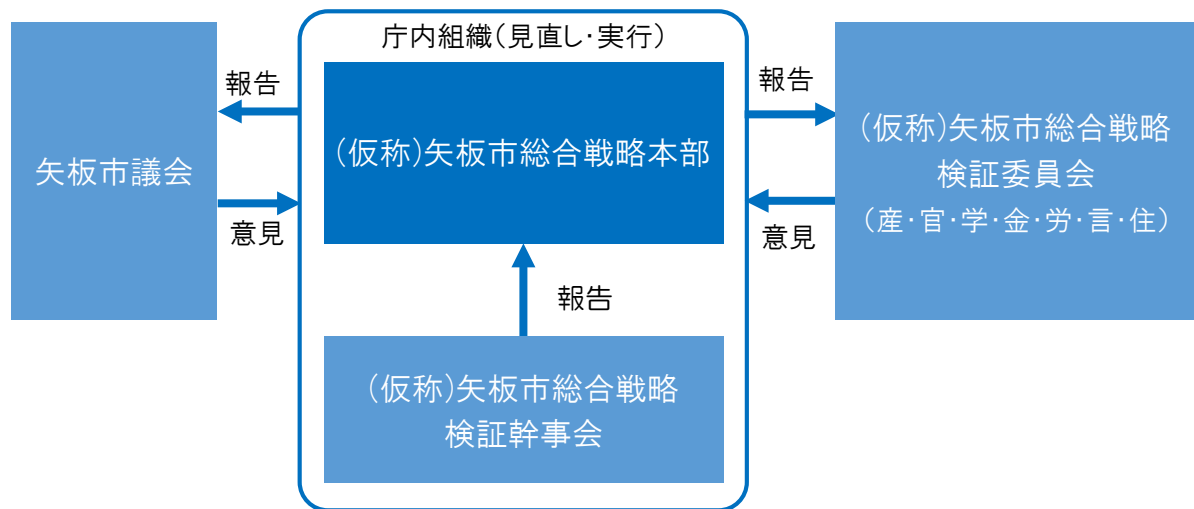 庁内組織(見直し・実行)
報告
矢板市議会
意見
(仮称)矢板市総合戦略本部
報告
(仮称)矢板市総合戦略
検証幹事会
報告
(仮称)矢板市総合戦略
検証委員会
(産・官・学・金・労・言・住)
意見